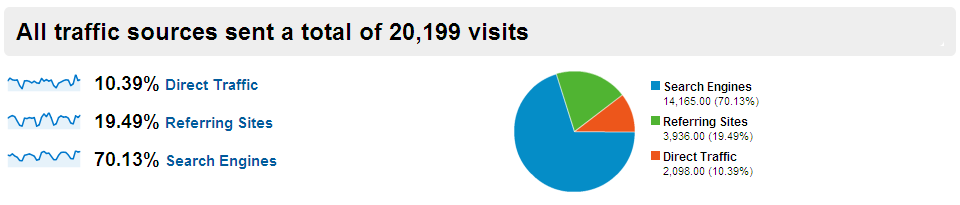 All traffic sources sent a total of 20,199 visits
10.39% Direct Traffic
19.49% Referring Sites
70.13% Search Engines
Search Engines
14,165.00 (70.13%)
Referring Sites
3,936.00 (19.49%)
Direct Traffic
2,098.00 (10.39%)